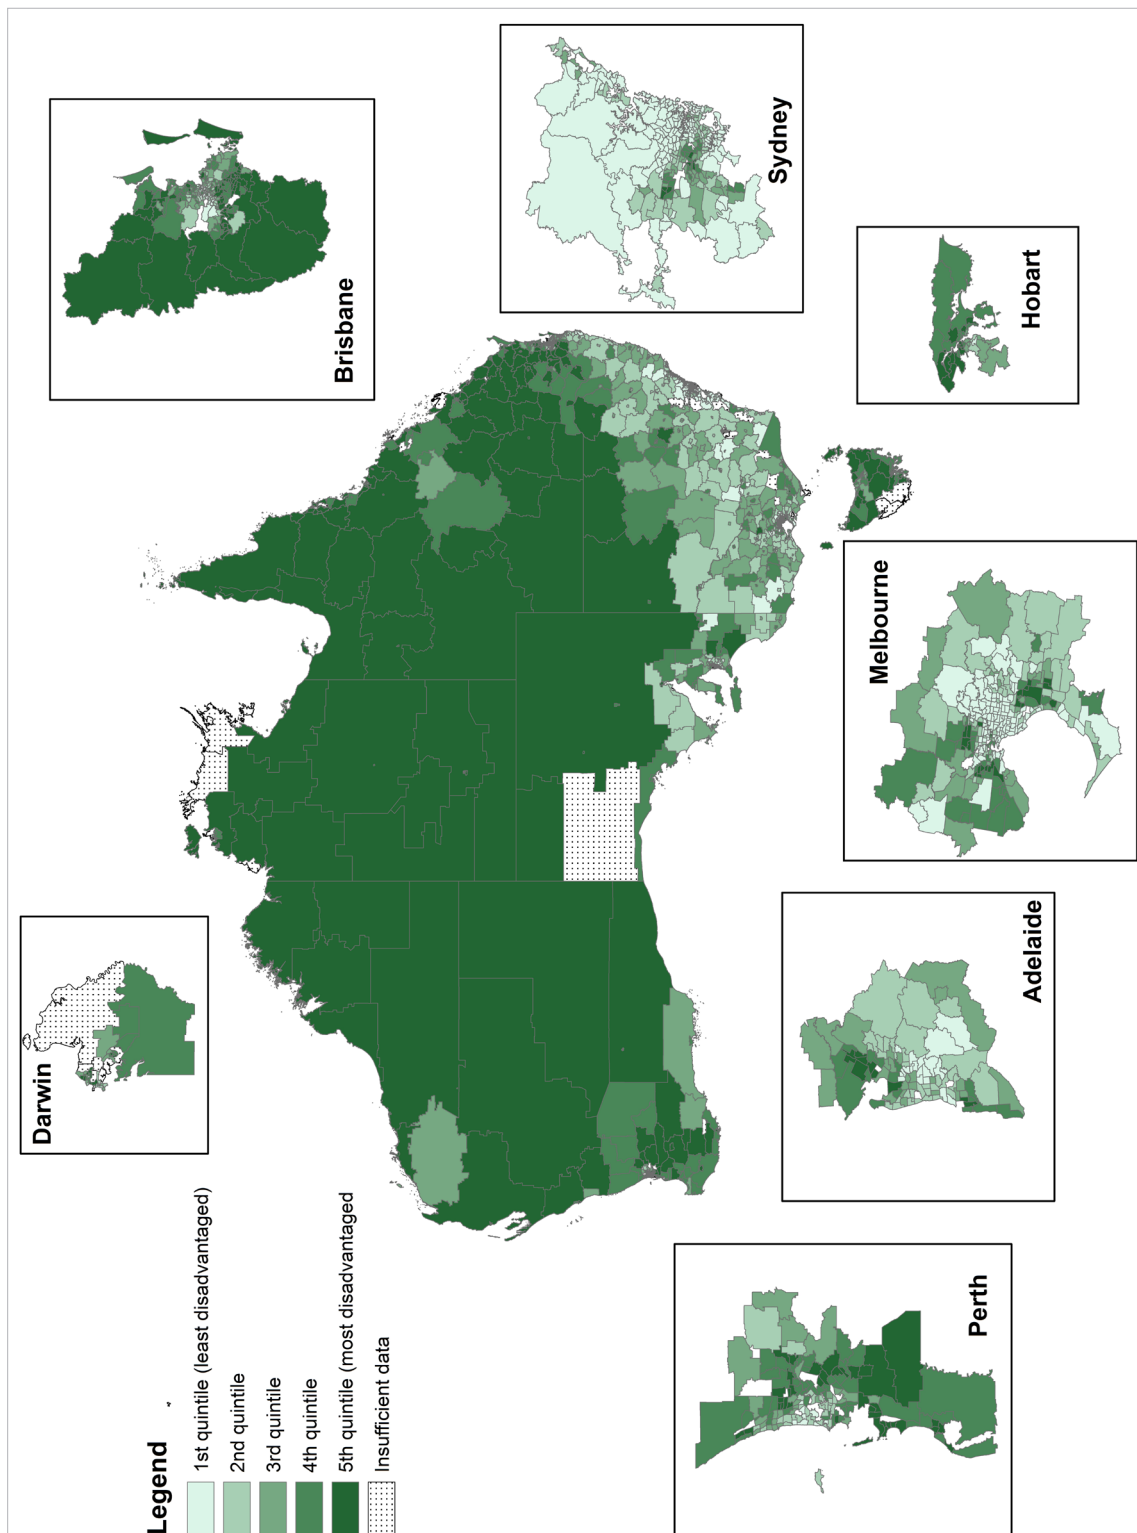 Darwin
Brisbane
Sydney
Hobart
Melbourne
Adelaide
Perth
Legend
1st quintile (least disadvantaged)
2nd quintile
3rd quintile
4th quintile
5th quintile (most disadvantaged
Insufficient data